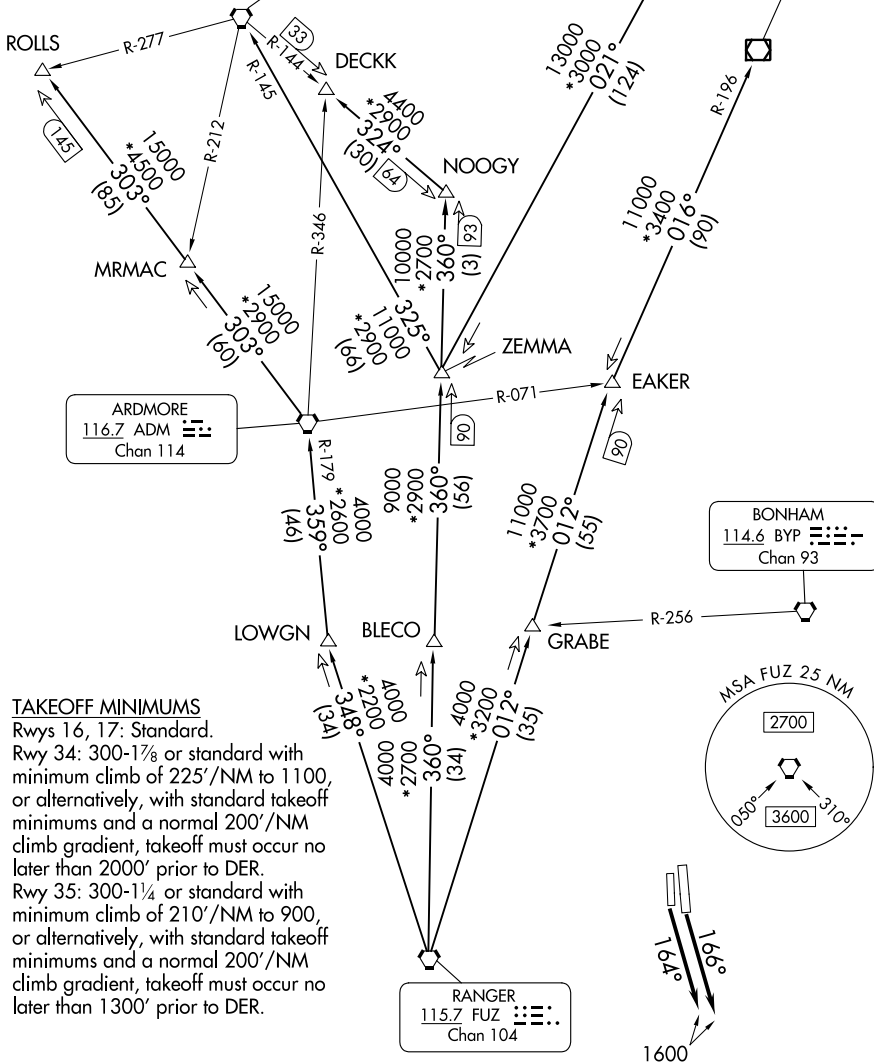 ROLLS
R-277
33
R-144
DECKK
R-145
145
R-212
15000
*4500
303°
(85)
4400
*2900
324°
(30)
64
NOOGY
93
13000
*3000
021°
(124)
R-196
11000
*3400
016°
(90)
R-346
MRMAC
15000
*2900
303°
(60)
10000
*2700
360°
(3)
325°
11000
*2900
(66)
ZEMMA
EAKER
R-071
90
90
ARDMORE
116.7 ADM
Chan 114
R-179
4000
*2600
359°
(46)
9000
*2900
360°
(56)
11000
*3700
012°
(55)
BONHAM
114.6 BYP
Chan 93
R-256
LOWGN
BLECO
GRABE
4000
*2200
348°
(34)
4000
*2700
360°
(34)
4000
*3200
012°
(35)
MSA FUZ 25 NM
2700
050°
310°
3600
TAKEOFF MINIMUMS
Rwys 16, 17: Standard.
Rwy 34: 300-1⅞ or standard with
minimum climb of 225'/NM to 1100,
or alternatively, with standard takeoff
minimums and a normal 200'/NM
climb gradient, takeoff must occur no
later than 2000' prior to DER.
Rwy 35: 300-1¼ or standard with
minimum climb of 210'/NM to 900,
or alternatively, with standard takeoff
minimums and a normal 200'/NM
climb gradient, takeoff must occur no
later than 1300' prior to DER.
RANGER
115.7 FUZ
Chan 104
164°
166°
1600